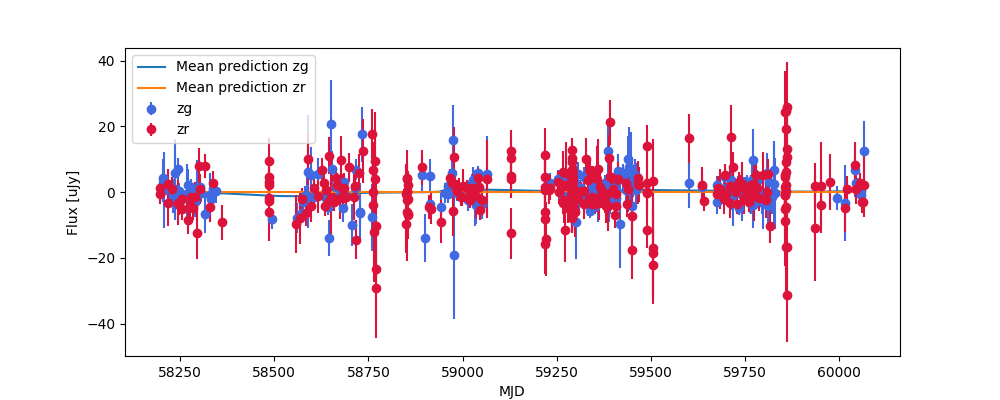 Mean prediction zg
Mean prediction zr
zg
zr
40
20
0
−20
−40
Flux [uJy]
58250
58500
58750
59000
59250
59500
59750
60000
MJD